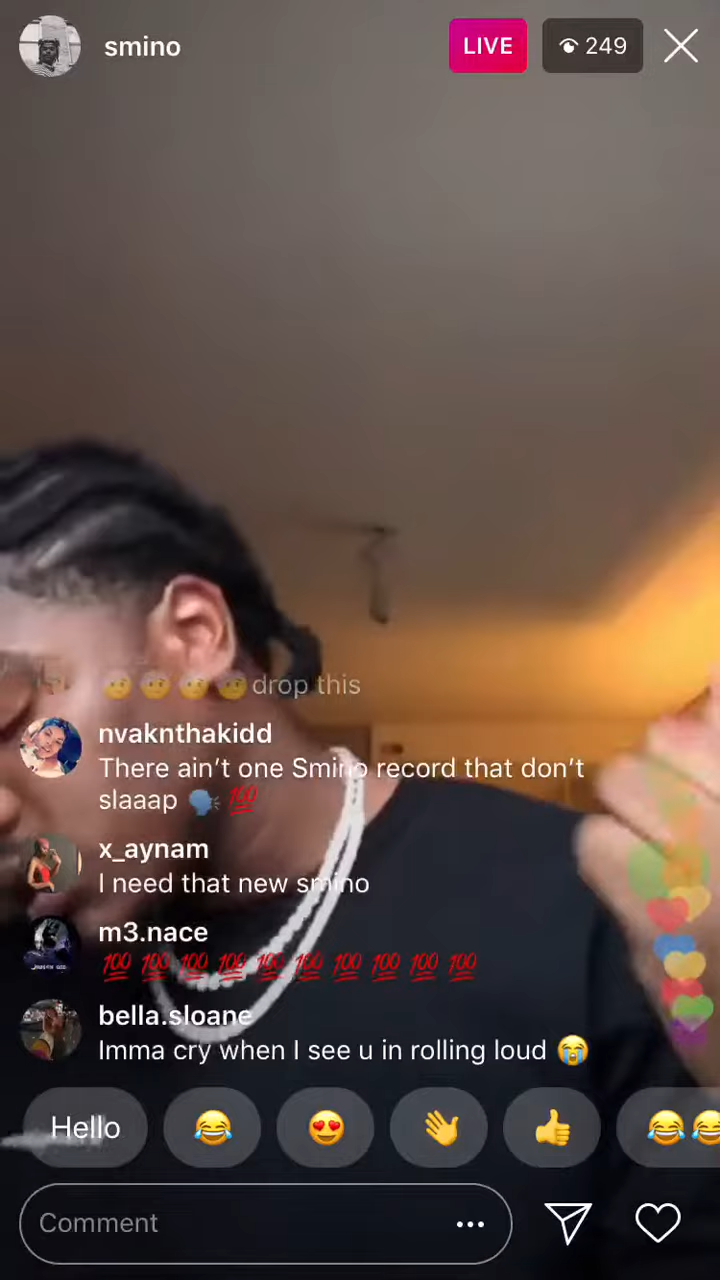 smino
LIVE
249
drop this
nvaknthakidd
There ain't one Smino record that don't
slaaap 🗣️💯
x_aynam
I need that new smino
m3.nace
💯💯💯💯💯💯💯💯💯💯
bella.sloane
Imma cry when I see u in rolling loud 😭
Hello
Comment